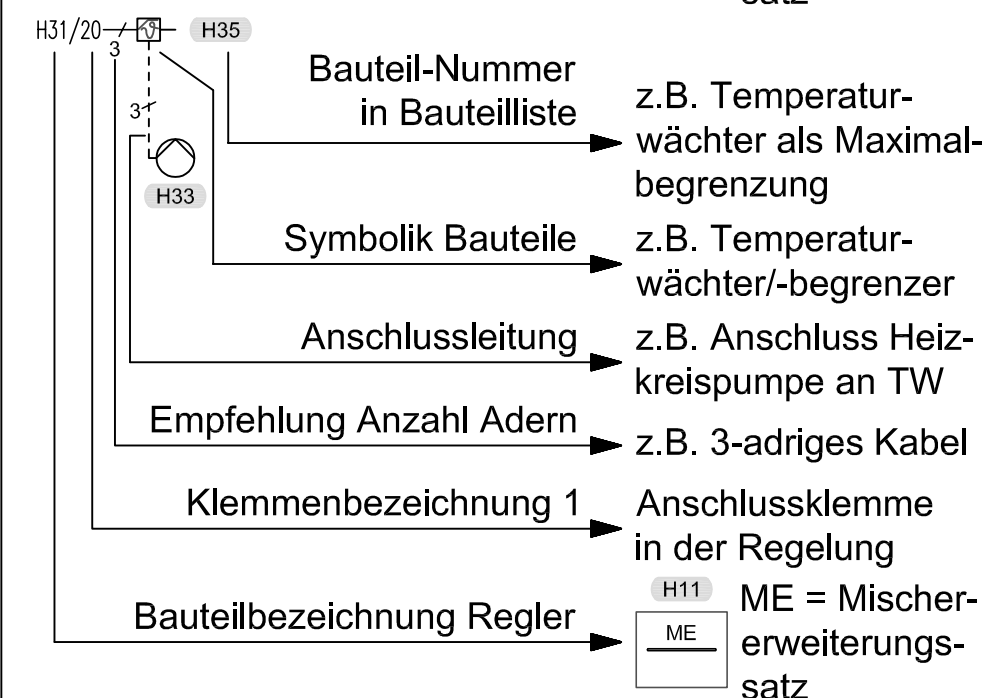 satz
H31/20
3
H35
3
H33
Bauteil-Nummer
in Bauteilliste
z.B. Temperatur-
wächter als Maximal-
begrenzung
Symbolik Bauteile
z.B. Temperatur-
wächter/-begrenzer
Anschlussleitung
z.B. Anschluss Heiz-
kreispumpe an TW
Empfehlung Anzahl Adern
z.B. 3-adriges Kabel
Klemmenbezeichnung 1
Anschlussklemme
in der Regelung
Bauteilbezeichnung Regler
H11
ME
ME = Mischer-
erweiterungs-
satz